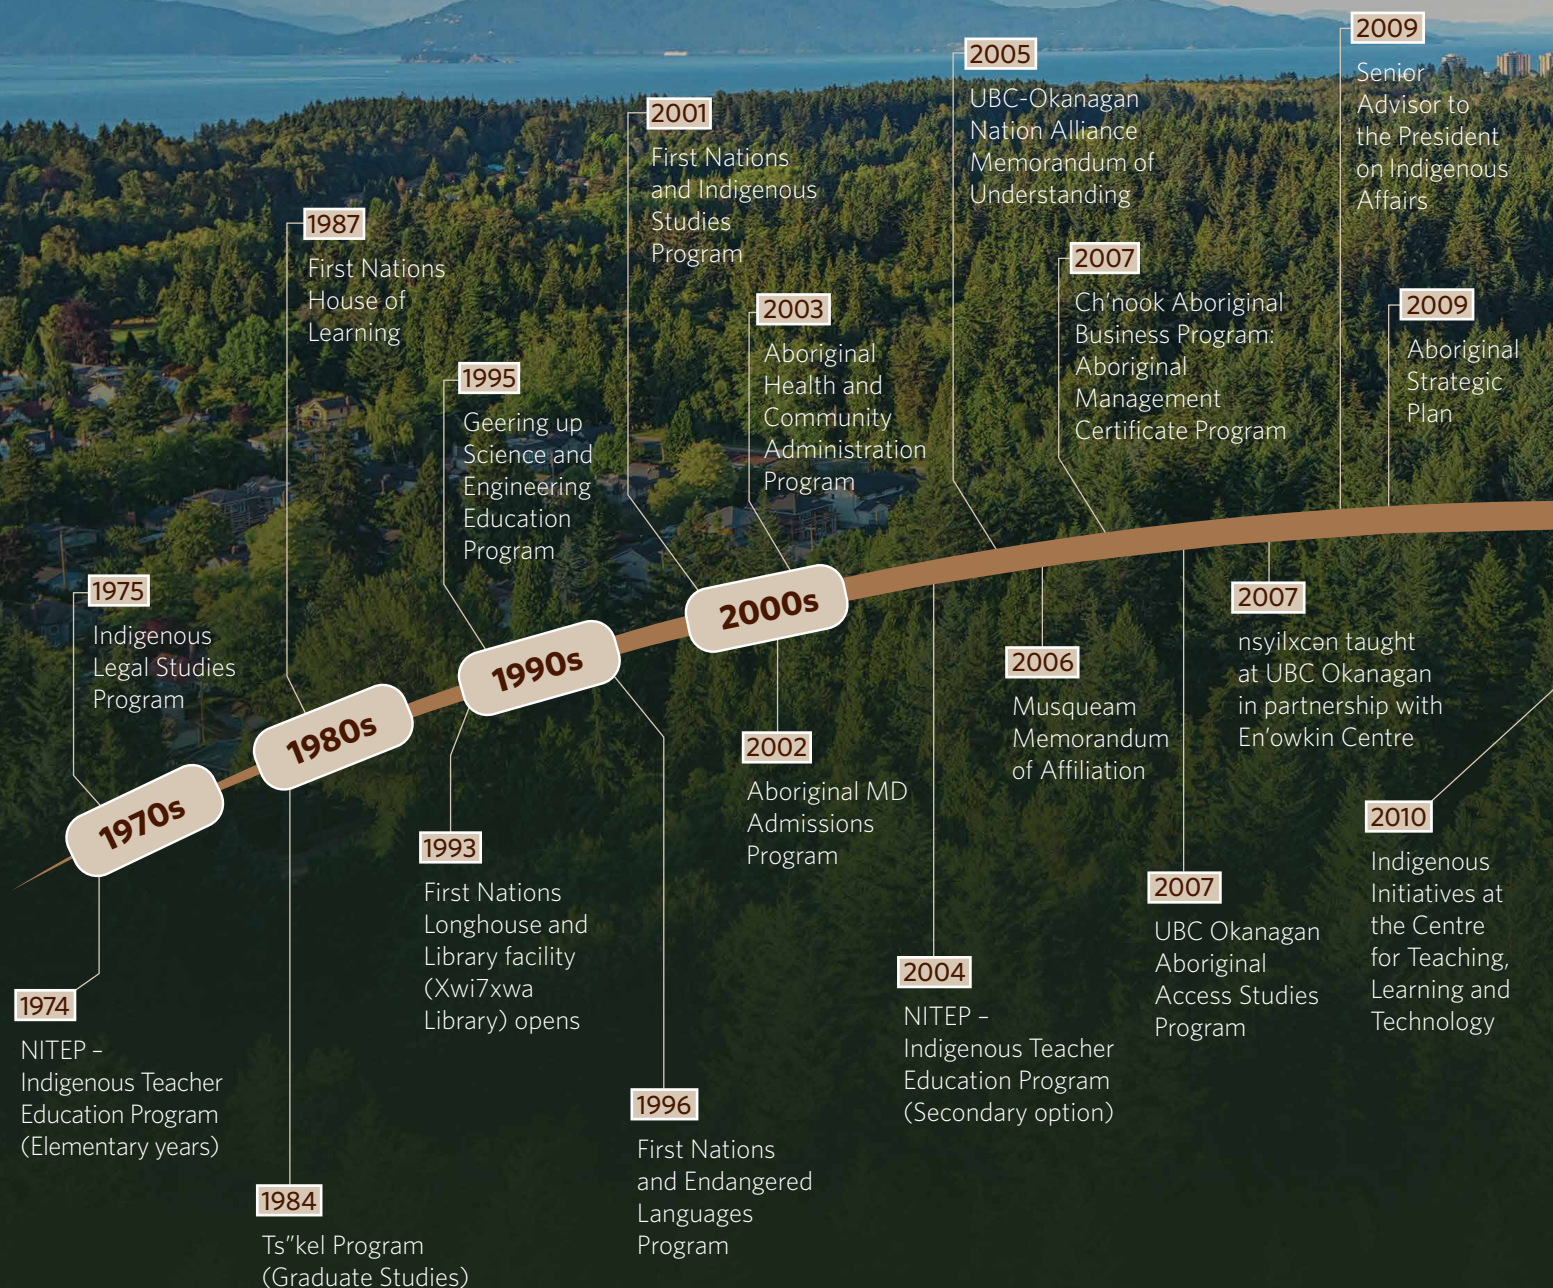 1974
NITEP –
Indigenous Teacher
Education Program
(Elementary years)
1975
Indigenous
Legal Studies
Program
1970s
1984
Ts"kel Program
(Graduate Studies)
1987
First Nations
House of
Learning
1980s
1993
First Nations
Longhouse and
Library facility
(Xwi7xwa
Library) opens
1995
Geering up
Science and
Engineering
Education
Program
1990s
1996
First Nations
and Endangered
Languages
Program
2001
First Nations
and Indigenous
Studies
Program
2000s
2002
Aboriginal MD
Admissions
Program
2003
Aboriginal
Health and
Community
Administration
Program
2004
NITEP –
Indigenous Teacher
Education Program
(Secondary option)
2005
UBC-Okanagan
Nation Alliance
Memorandum of
Understanding
2006
Musqueam
Memorandum
of Affiliation
2007
Ch'nook Aboriginal
Business Program:
Aboriginal
Management
Certificate Program
2007
UBC Okanagan
Aboriginal
Access Studies
Program
2007
nsyilxcən taught
at UBC Okanagan
in partnership with
En'owkin Centre
2009
Senior
Advisor to
the President
on Indigenous
Affairs
2009
Aboriginal
Strategic
Plan
2010
Indigenous
Initiatives at
the Centre
for Teaching,
Learning and
Technology